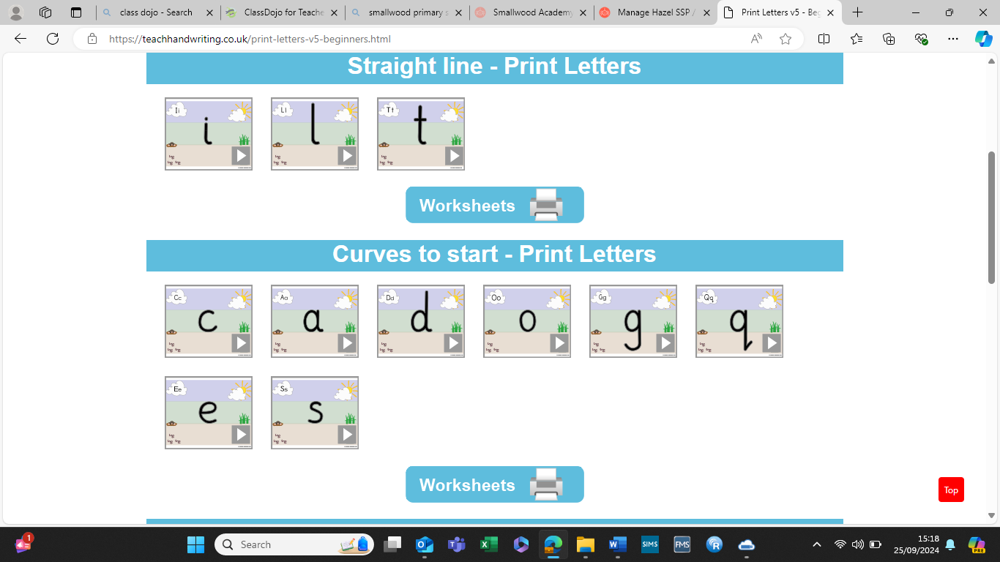 class dojo - Search
ClassDojo for Teache
smallwood primary s
Smallwood Academy
Manage Hazel SSP /
Print Letters v5 - Beg
https://teachhandwriting.co.uk/print-letters-v5-beginners.html
Straight line - Print Letters
Ii Ll Tt
i l t
Worksheets
Curves to start - Print Letters
Cc Aa Dd Oo Gg Qq
c a d o g q
Ee Ss
e s
Worksheets
Top
1
Search
SIMS
FMS
15:18
25/09/2024
PRE